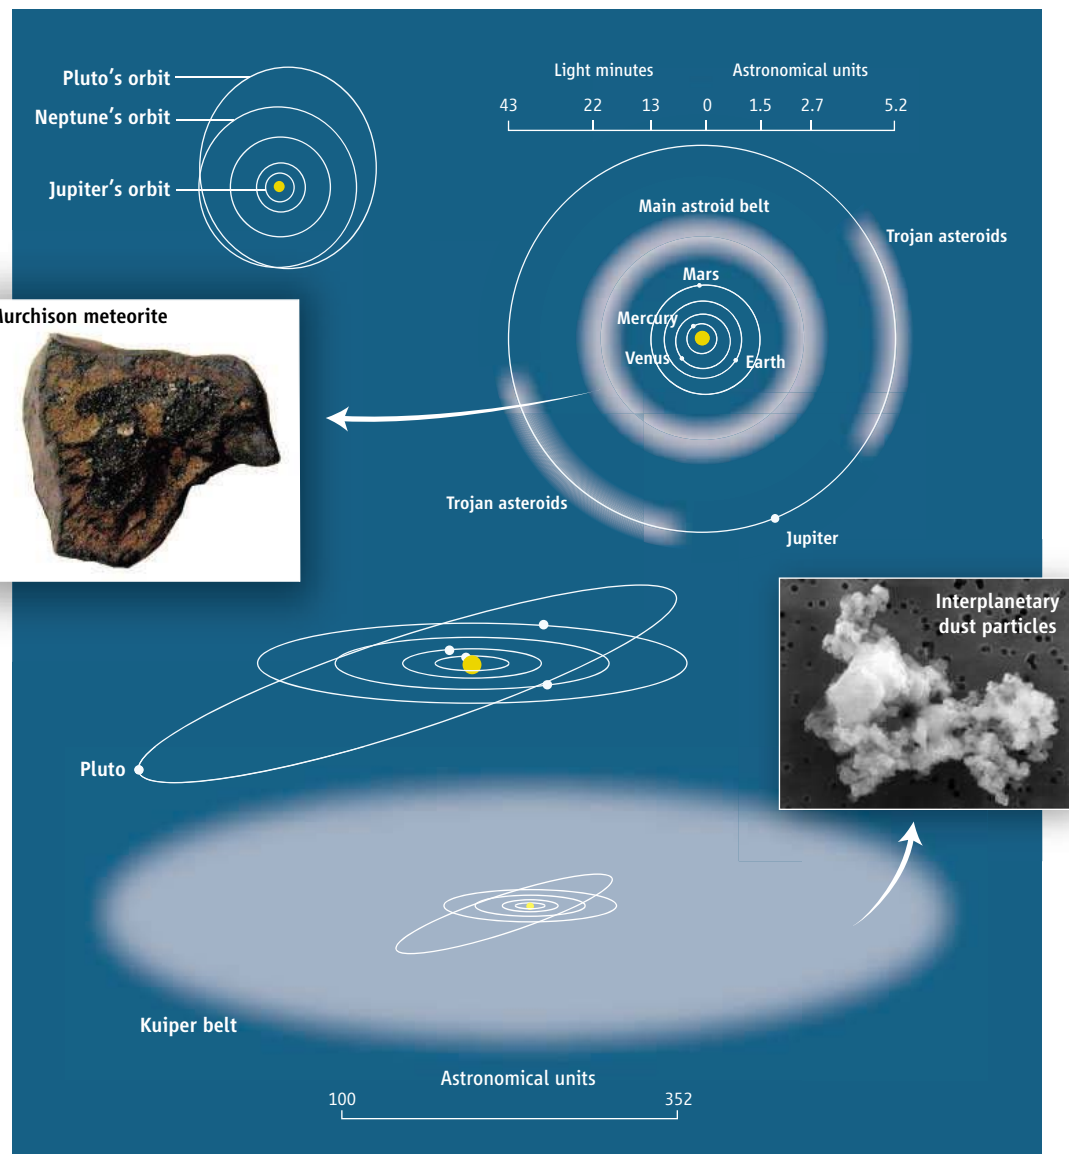 Pluto's orbit
Neptune's orbit
Jupiter's orbit
Light minutes
Astronomical units
43 22 13 0 1.5 2.7 5.2
Main astroid belt
Trojan asteroids
Mars
Mercury
Venus
Earth
Murchison meteorite
Trojan asteroids
Jupiter
Interplanetary
dust particles
Pluto
Kuiper belt
Astronomical units
100 352